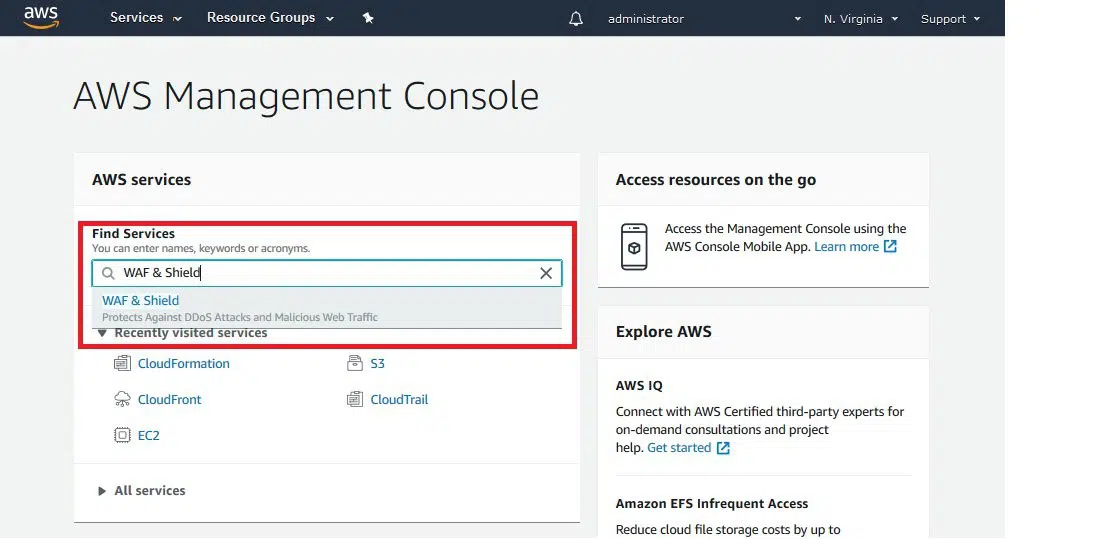 aws
Services
Resource Groups
administrator
N. Virginia
Support
AWS Management Console
AWS services
Find Services
You can enter names, keywords or acronyms.
WAF & Shield
WAF & Shield
Protects Against DDoS Attacks and Malicious Web Traffic
Recently visited services
CloudFormation
S3
CloudFront
CloudTrail
EC2
All services
Access resources on the go
Access the Management Console using the
AWS Console Mobile App. Learn more
Explore AWS
AWS IQ
Connect with AWS Certified third-party experts for
on-demand consultations and project
help. Get started
Amazon EFS Infrequent Access
Reduce cloud file storage costs by up to